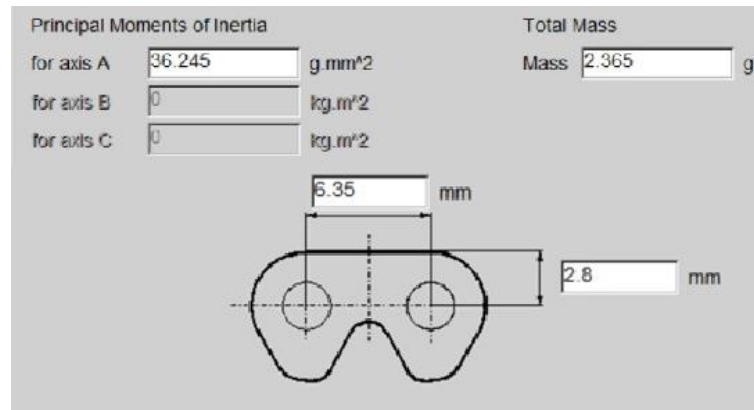 Principal Moments of Inertia Total Mass
for axis A 36.245 g.mm^2 Mass 2.365 g
for axis B 0 kg.m^2
for axis C 0 kg.m^2
6.35 mm
2.8 mm